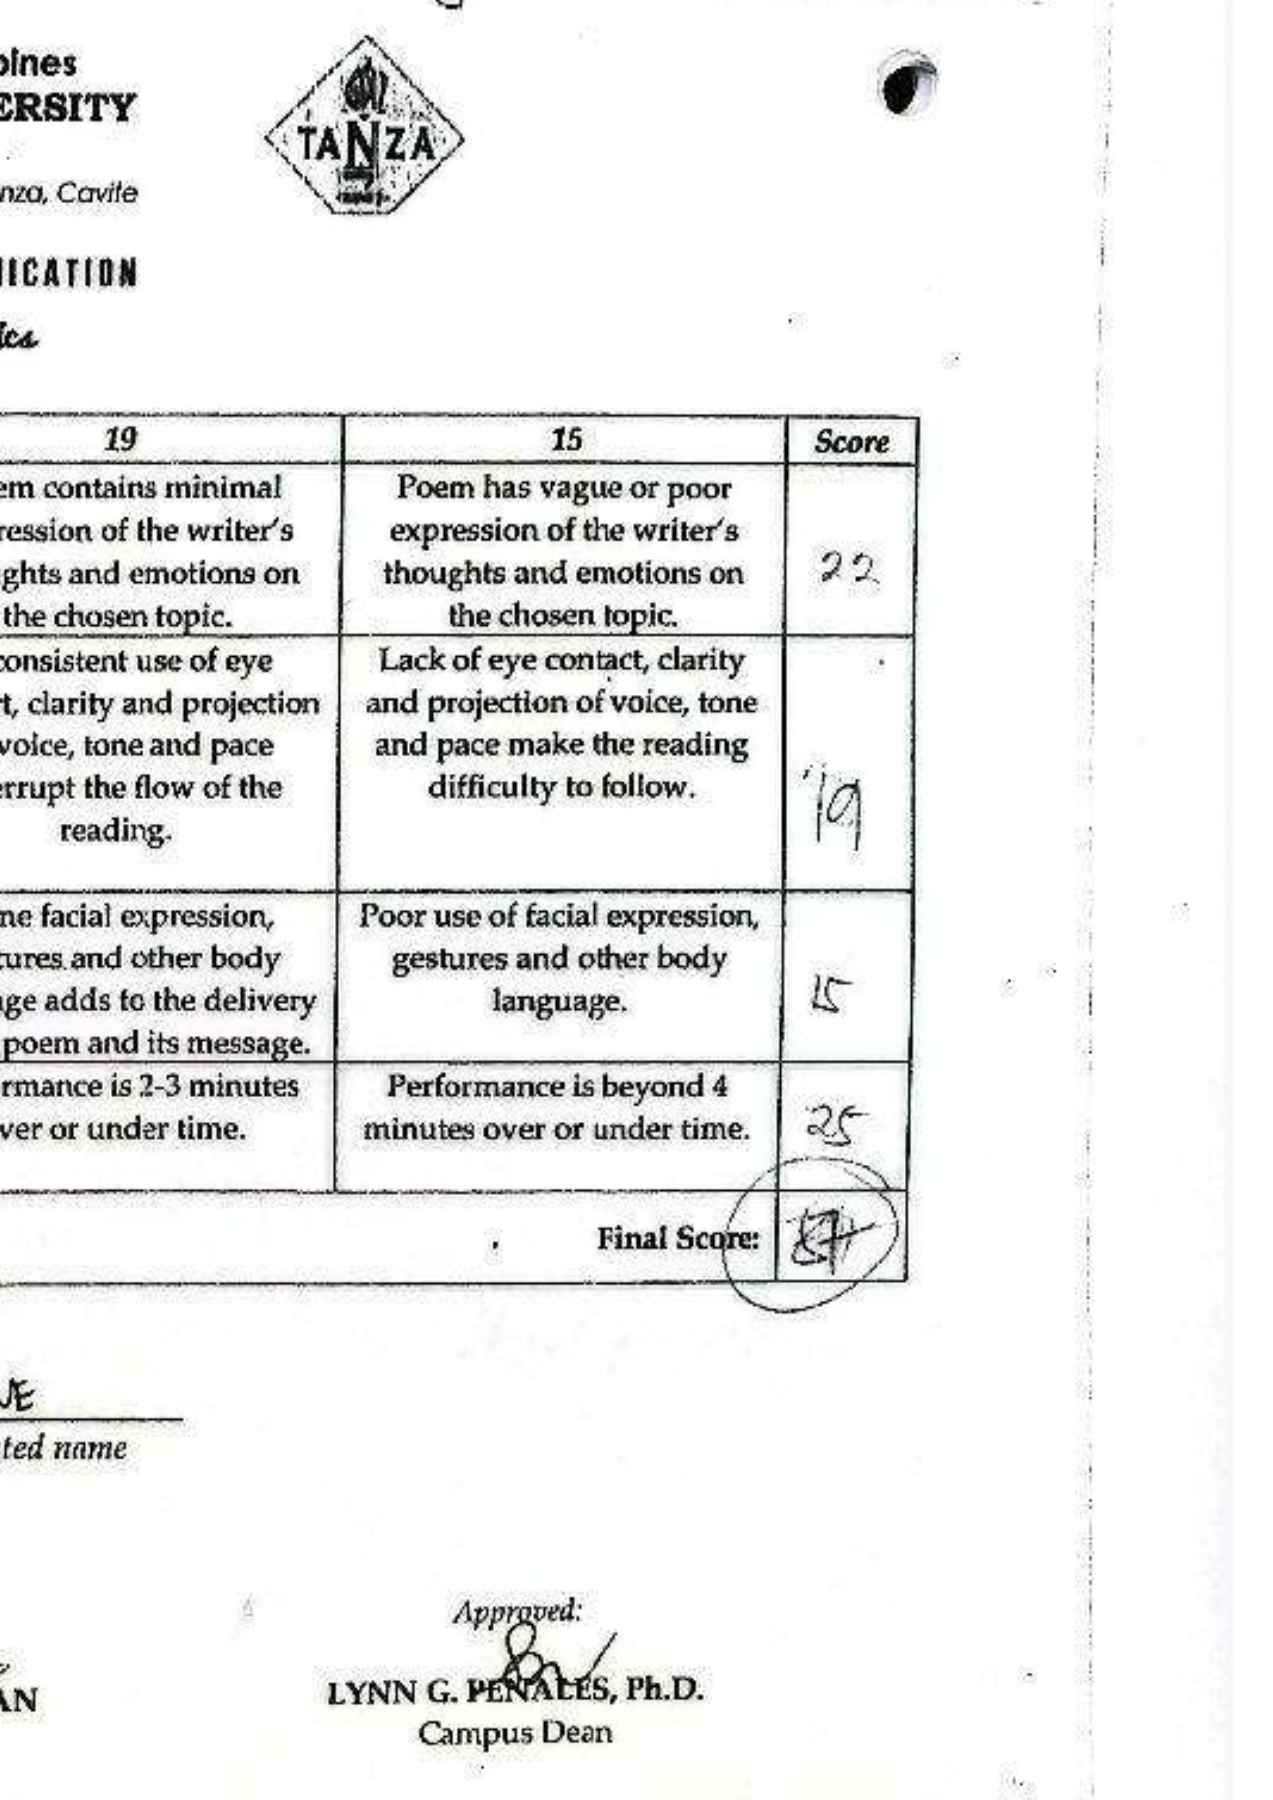 pines
ERSITY
TANZA
nza, Cavite
NICATION
ics
19 15 Score
em contains minimal
ression of the writer's
ghts and emotions on
the chosen topic.
Poem has vague or poor
expression of the writer's
thoughts and emotions on
the chosen topic.
22
consistent use of eye
t, clarity and projection
voice, tone and pace
errupt the flow of the
reading.
Lack of eye contact, clarity
and projection of voice, tone
and pace make the reading
difficulty to follow.
19
me facial expression,
tures and other body
age adds to the delivery
poem and its message.
Poor use of facial expression,
gestures and other body
language.
15
rmance is 2-3 minutes
ver or under time.
Performance is beyond 4
minutes over or under time.
25
Final Score:
NE
ted name
Approved:
AN
LYNN G. PENALES, Ph.D.
Campus Dean